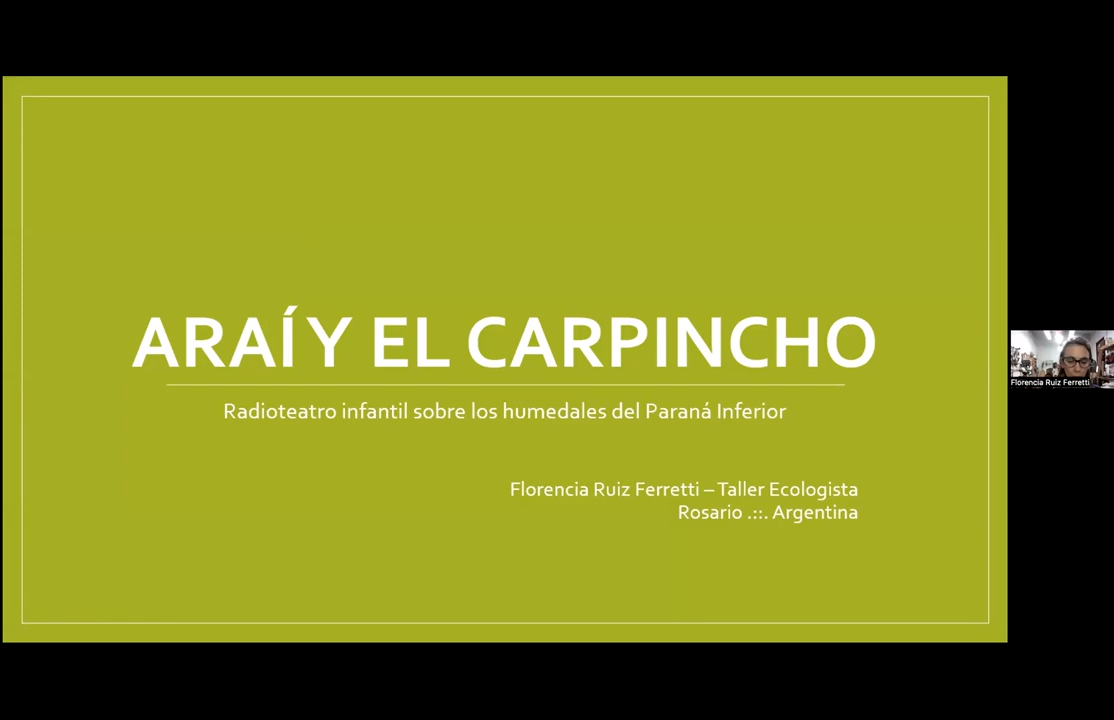 ARAÍ Y EL CARPINCHO
Radioteatro infantil sobre los humedales del Paraná Inferior
Florencia Ruiz Ferretti – Taller Ecologista
Rosario .::. Argentina
Florencia Ruiz Ferretti